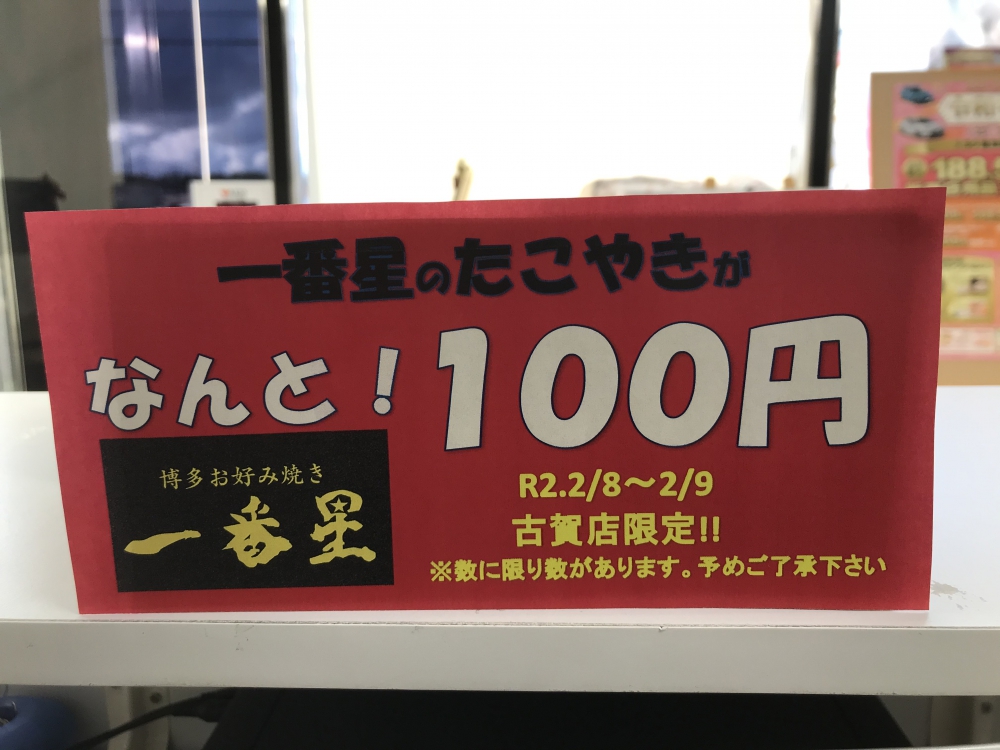 一番星のたこやきが
なんと！100円
博多お好み焼き
一番星
R2.2/8～2/9
古賀店限定!!
※数に限り数があります。予めご了承下さい
188.